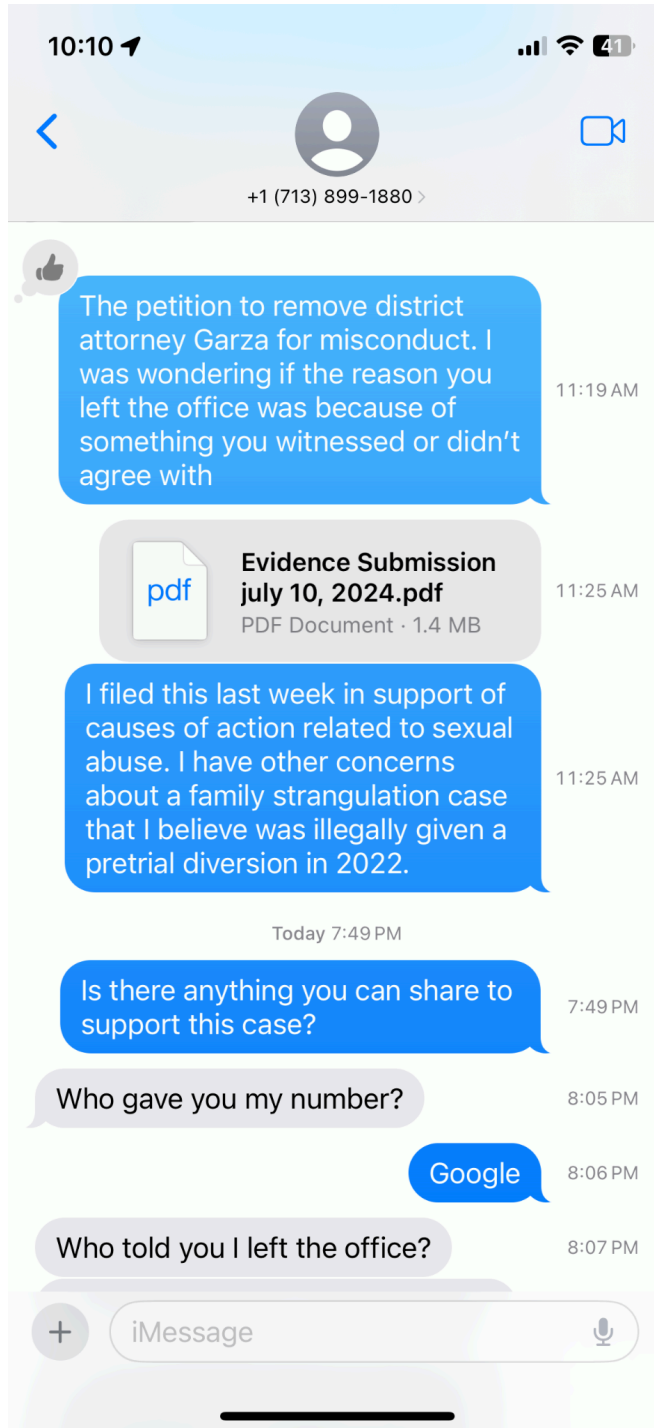 10:10
41
+1 (713) 899-1880
The petition to remove district
attorney Garza for misconduct. I
was wondering if the reason you
left the office was because of
something you witnessed or didn’t
agree with
11:19 AM
pdf
Evidence Submission
july 10, 2024.pdf
PDF Document · 1.4 MB
11:25 AM
I filed this last week in support of
causes of action related to sexual
abuse. I have other concerns
about a family strangulation case
that I believe was illegally given a
pretrial diversion in 2022.
11:25 AM
Today 7:49 PM
Is there anything you can share to
support this case?
7:49 PM
Who gave you my number?
8:05 PM
Google
8:06 PM
Who told you I left the office?
8:07 PM
iMessage